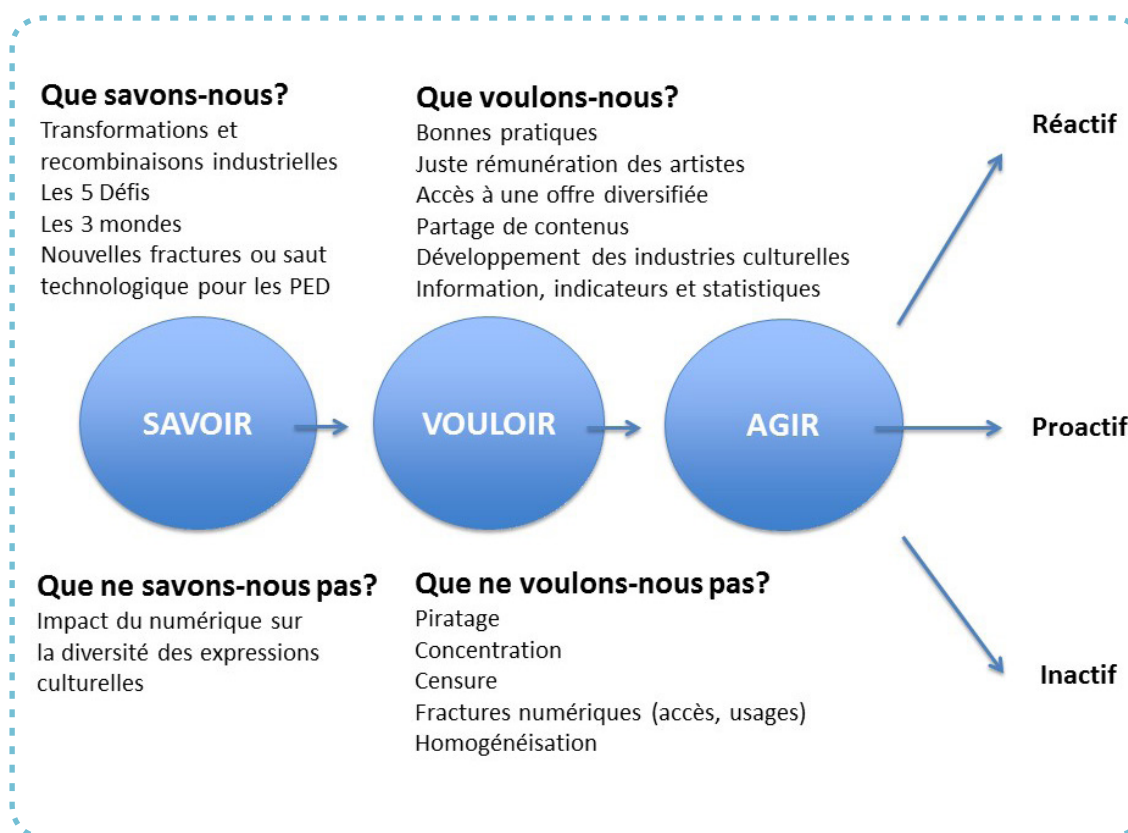 Que savons-nous?
Transformations et
recombinaisons industrielles
Les 5 Défis
Les 3 mondes
Nouvelles fractures ou saut
technologique pour les PED
Que voulons-nous?
Bonnes pratiques
Juste rémunération des artistes
Accès à une offre diversifiée
Partage de contenus
Développement des industries culturelles
Information, indicateurs et statistiques
Réactif
SAVOIR
VOULOIR
AGIR
Proactif
Que ne savons-nous pas?
Impact du numérique sur
la diversité des expressions
culturelles
Que ne voulons-nous pas?
Piratage
Concentration
Censure
Fractures numériques (accès, usages)
Homogénéisation
Inactif